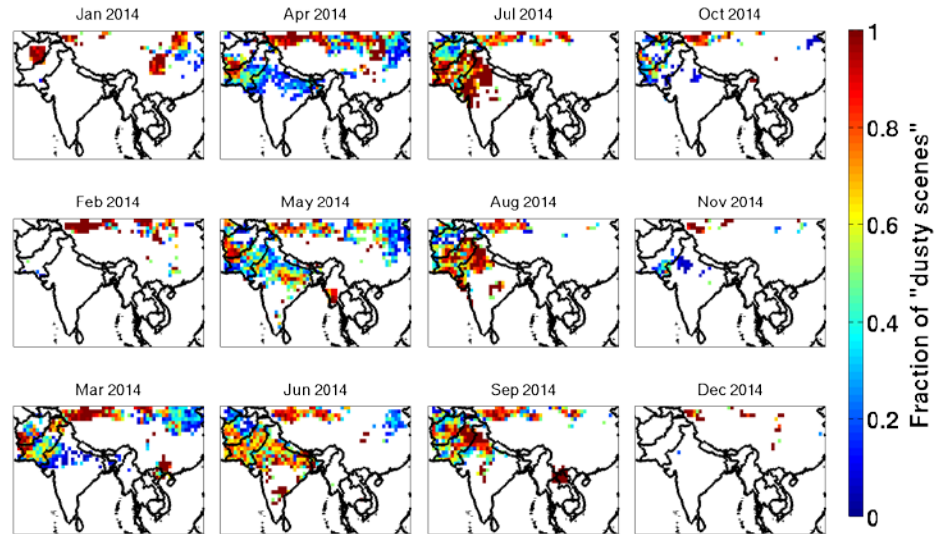 Jan 2014
Apr 2014
Jul 2014
Oct 2014
Feb 2014
May 2014
Aug 2014
Nov 2014
Mar 2014
Jun 2014
Sep 2014
Dec 2014
1
0.8
0.6
0.4
0.2
0
Fraction of "dusty scenes"